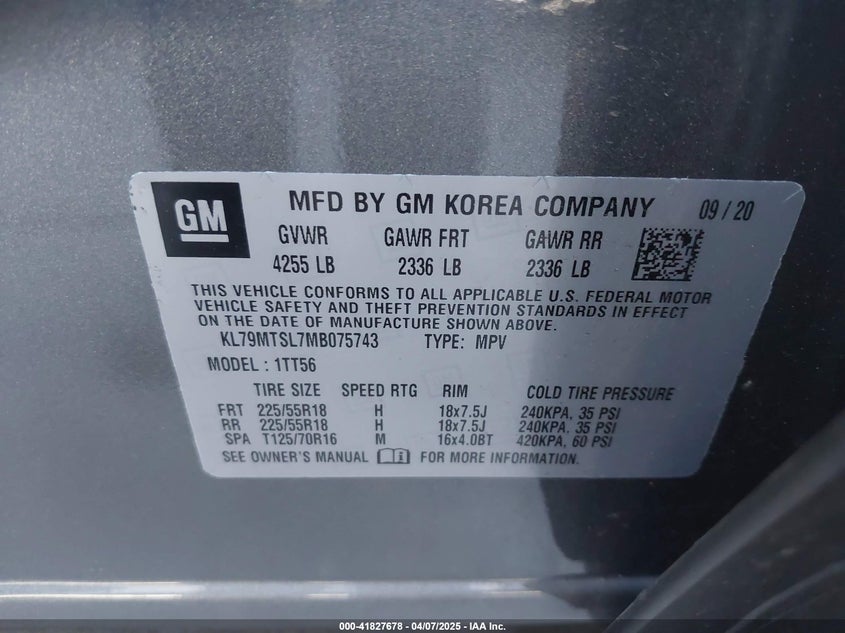 GM
MFD BY GM KOREA COMPANY 09 / 20
GVWR GAWR FRT GAWR RR
4255 LB 2336 LB 2336 LB
THIS VEHICLE CONFORMS TO ALL APPLICABLE U.S. FEDERAL MOTOR
VEHICLE SAFETY AND THEFT PREVENTION STANDARDS IN EFFECT
ON THE DATE OF MANUFACTURE SHOWN ABOVE.
KL79MTSL7MB075743 TYPE: MPV
MODEL : 1TT56
TIRE SIZE SPEED RTG RIM COLD TIRE PRESSURE
FRT 225/55R18 H 18x7.5J 240KPA, 35 PSI
RR 225/55R18 H 18x7.5J 240KPA, 35 PSI
SPA T125/70R16 M 16x4.0BT 420KPA, 60 PSI
SEE OWNER'S MANUAL FOR MORE INFORMATION.
000-41827678 - 04/07/2025 - IAA Inc.